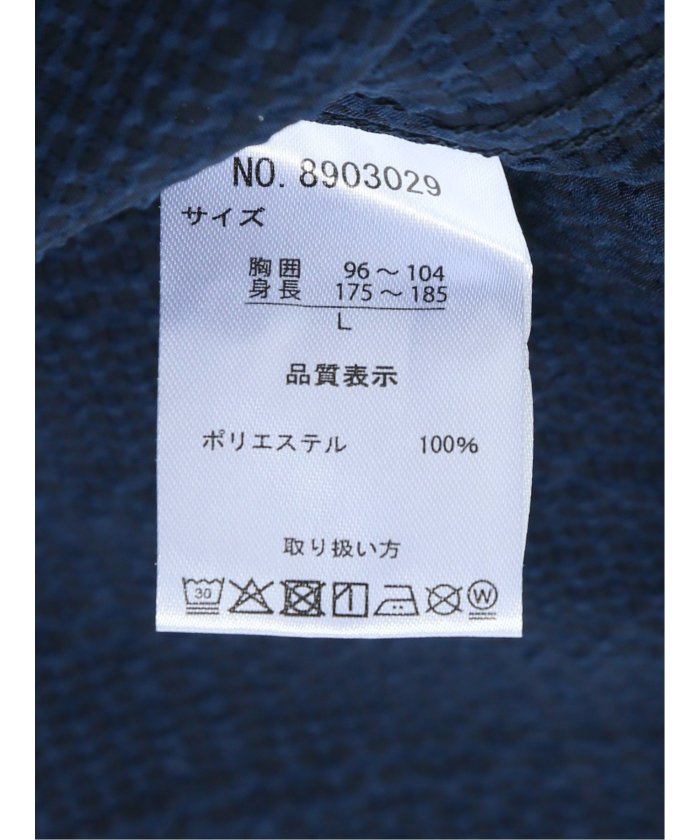 NO. 8903029
サイズ
胸囲 96～104
身長 175～185
L
品質表示
ポリエステル 100%
取り扱い方
30 W